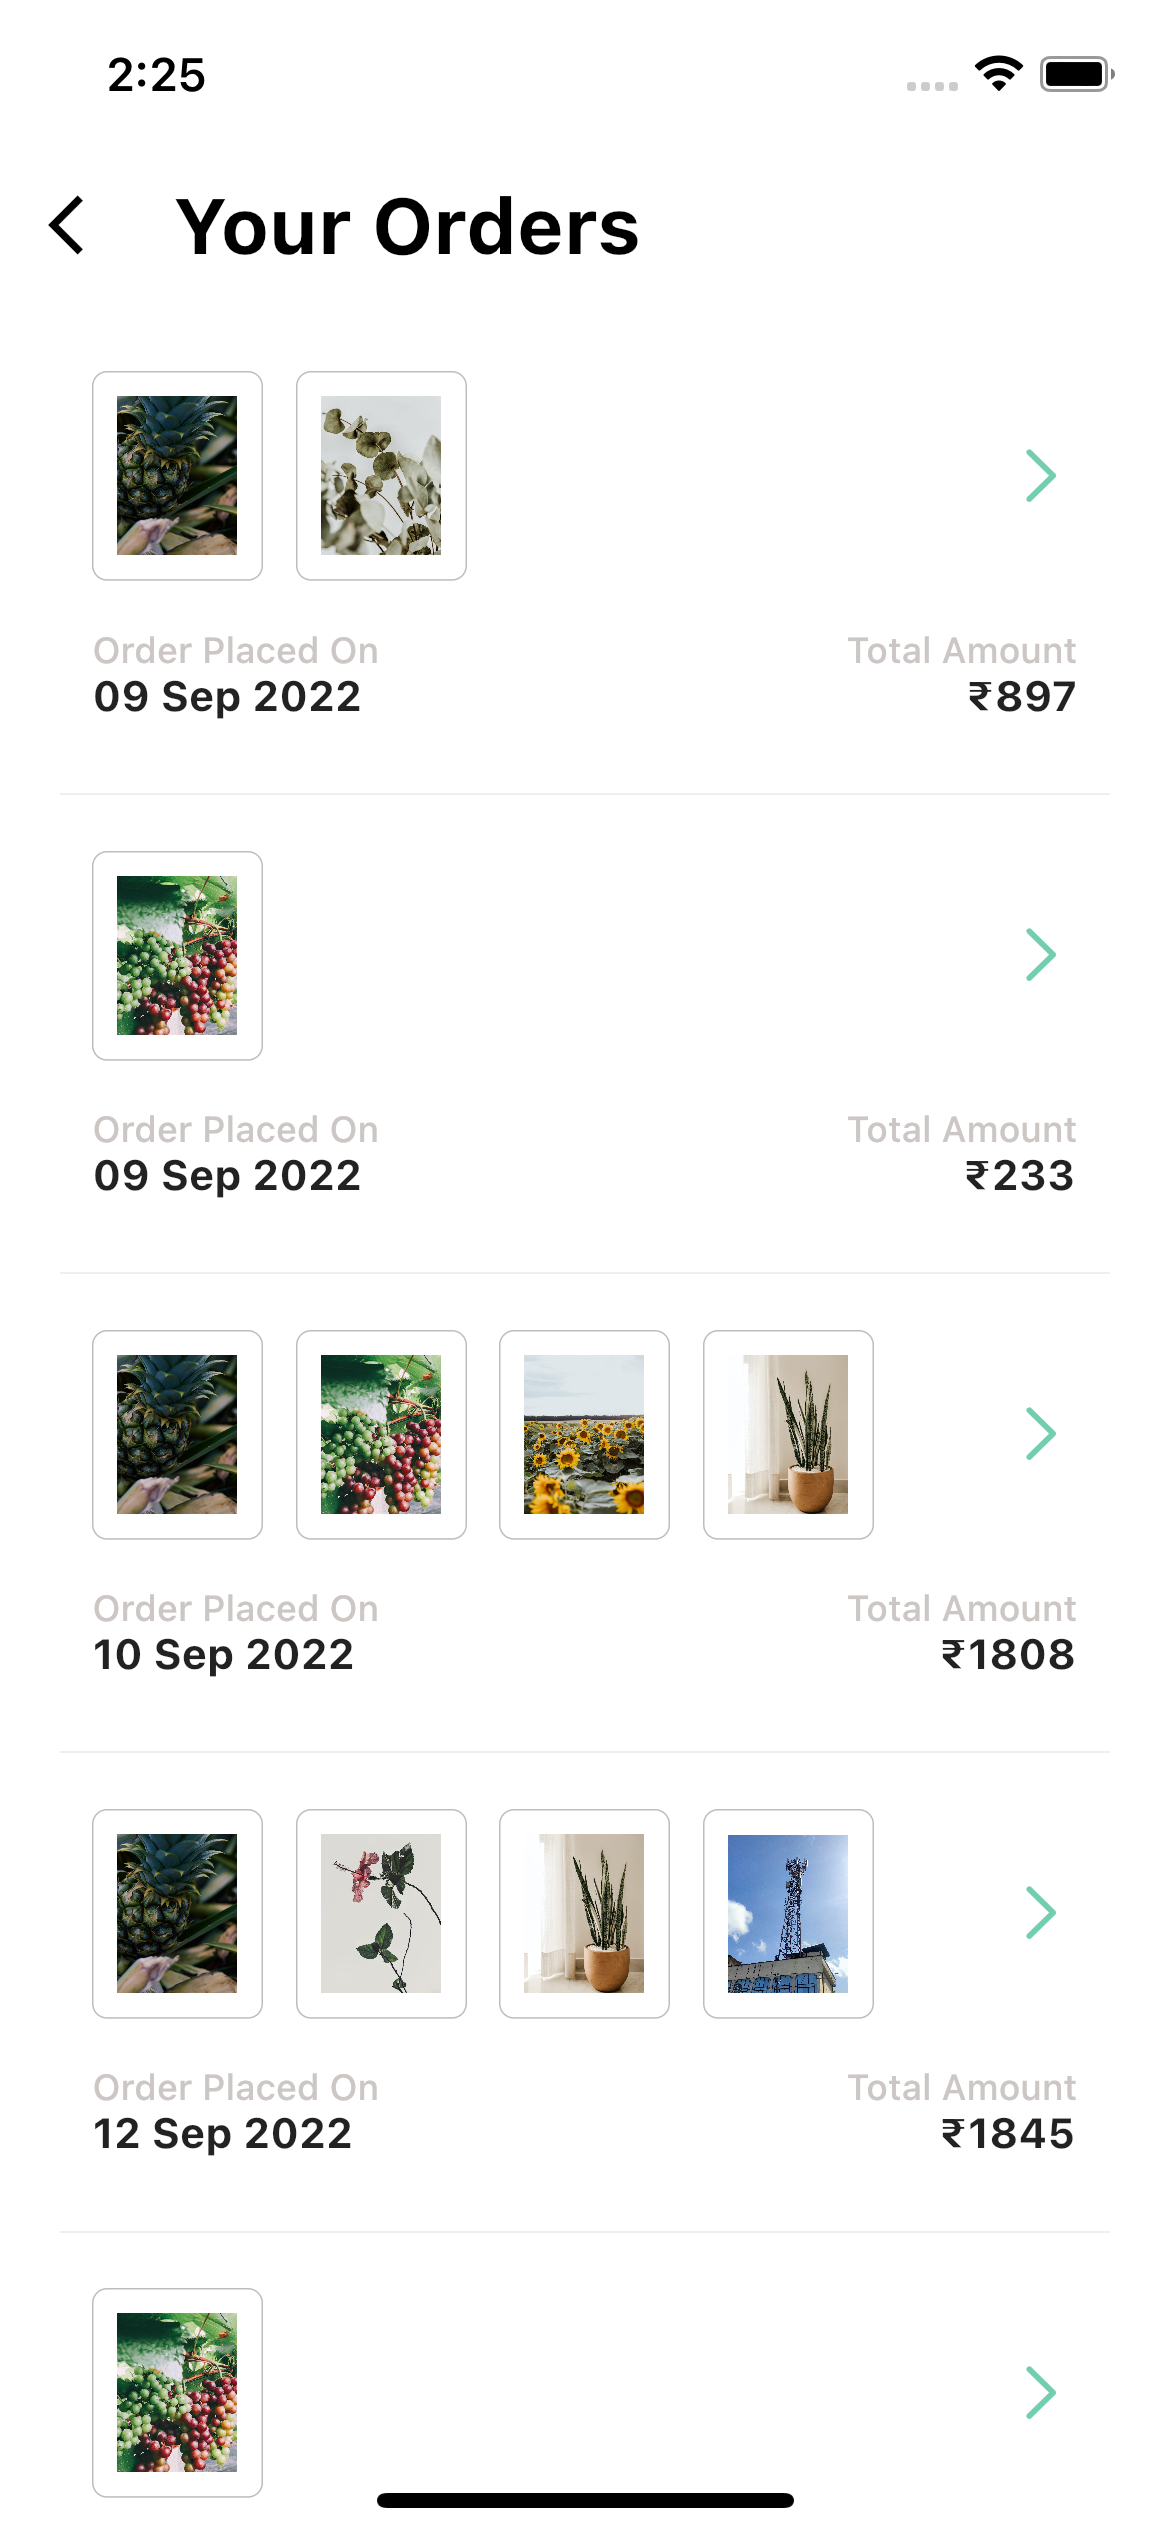 2:25
Your Orders
Order Placed On
Total Amount
09 Sep 2022
₹897
Order Placed On
Total Amount
09 Sep 2022
₹233
Order Placed On
Total Amount
10 Sep 2022
₹1808
Order Placed On
Total Amount
12 Sep 2022
₹1845